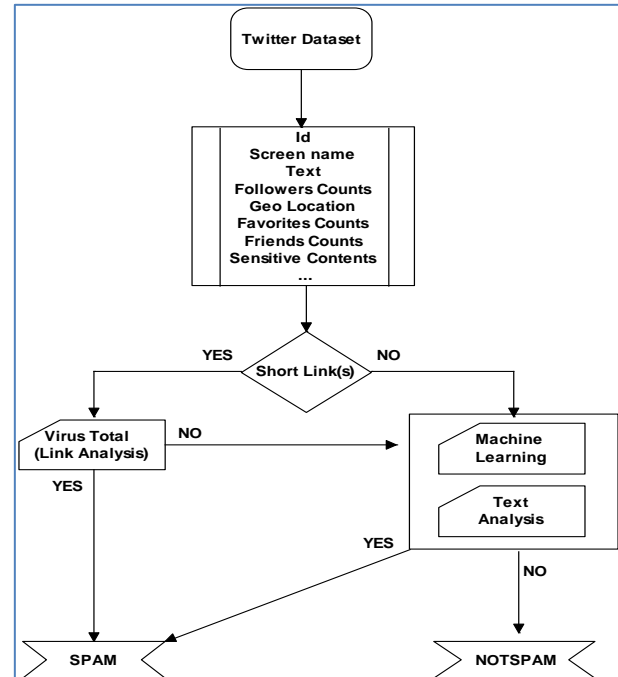 Twitter Dataset
Id
Screen name
Text
Followers Counts
Geo Location
Favorites Counts
Friends Counts
Sensitive Contents
...
YES
NO
Short Link(s)
Virus Total
(Link Analysis)
NO
Machine
Learning
YES
Text
Analysis
YES
NO
SPAM
NOTSPAM